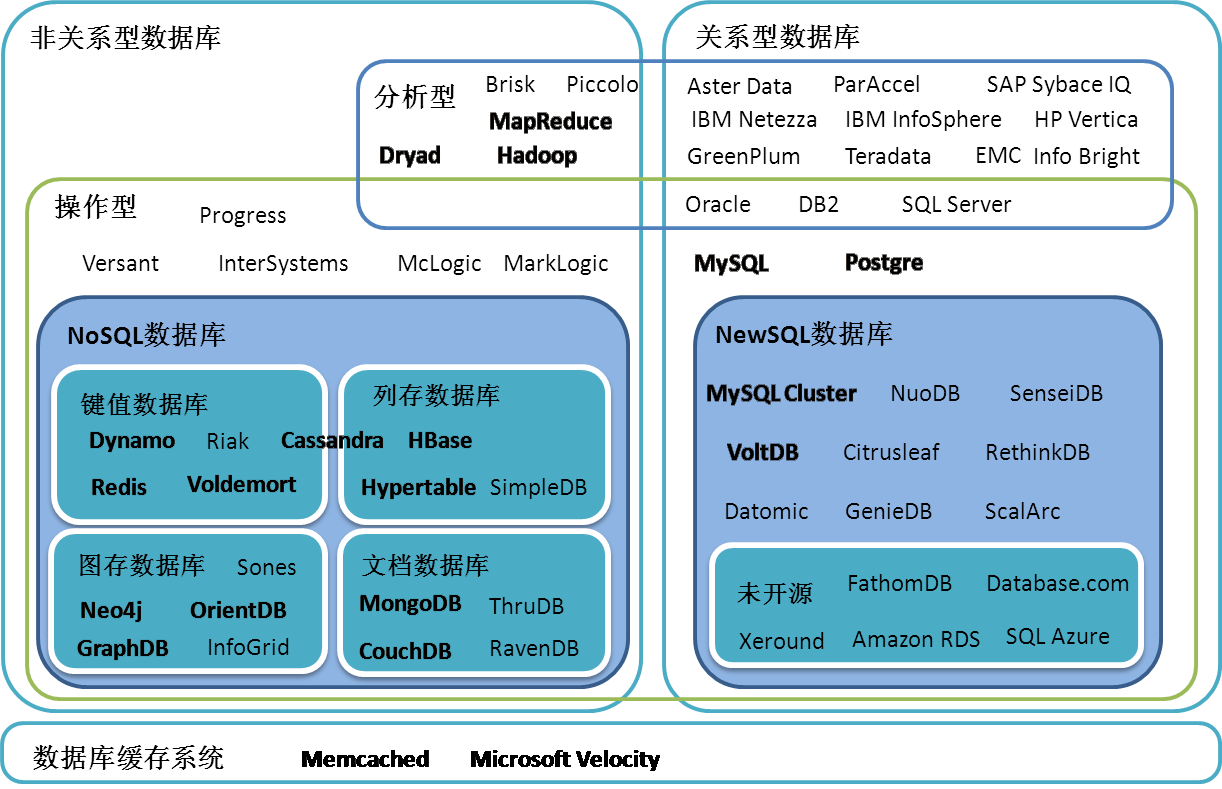 非关系型数据库
关系型数据库
分析型
Brisk Piccolo
MapReduce
Dryad Hadoop
Aster Data ParAccel SAP Sybace IQ
IBM Netezza IBM InfoSphere HP Vertica
GreenPlum Teradata EMC Info Bright
操作型
Progress
Oracle DB2 SQL Server
Versant InterSystems McLogic MarkLogic
MySQL Postgre
NoSQL数据库
键值数据库
Dynamo Riak Cassandra
Redis Voldemort
列存数据库
HBase
Hypertable SimpleDB
图存数据库 Sones
Neo4j OrientDB
GraphDB InfoGrid
文档数据库
MongoDB ThruDB
CouchDB RavenDB
NewSQL数据库
MySQL Cluster NuoDB SenseiDB
VoltDB Citrusleaf RethinkDB
Datomic GenieDB ScalArc
未开源 FathomDB Database.com
Xeround Amazon RDS SQL Azure
数据库缓存系统 Memcached Microsoft Velocity